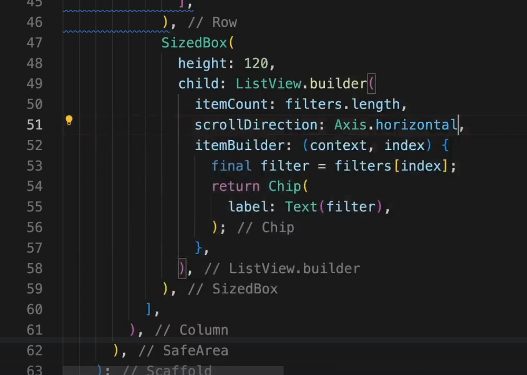 45 ],
46 ), // Row
47 SizedBox(
48 height: 120,
49 child: ListView.builder(
50 itemCount: filters.length,
51 scrollDirection: Axis.horizontal,
52 itemBuilder: (context, index) {
53 final filter = filters[index];
54 return Chip(
55 label: Text(filter),
56 ); // Chip
57 },
58 ), // ListView.builder
59 ), // SizedBox
60 ],
61 ), // Column
62 ), // SafeArea
63 ); // Scaffold